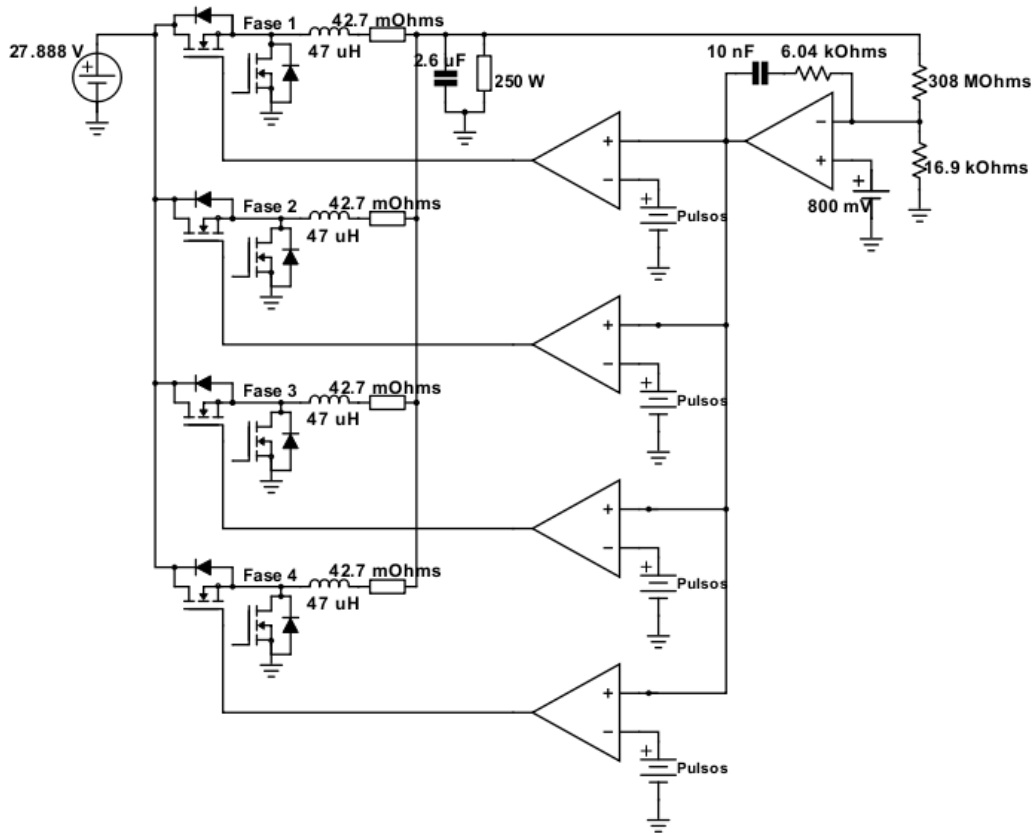 27.888 V
+
Fase 1
42.7 mOhms
47 uH
2.6 µF
250 W
10 nF
6.04 kOhms
308 MOhms
16.9 kOhms
−
+
+
800 mV
+
−
+
Pulsos
Fase 2
42.7 mOhms
47 uH
+
−
+
Pulsos
Fase 3
42.7 mOhms
47 uH
+
−
+
Pulsos
Fase 4
42.7 mOhms
47 uH
+
−
+
Pulsos